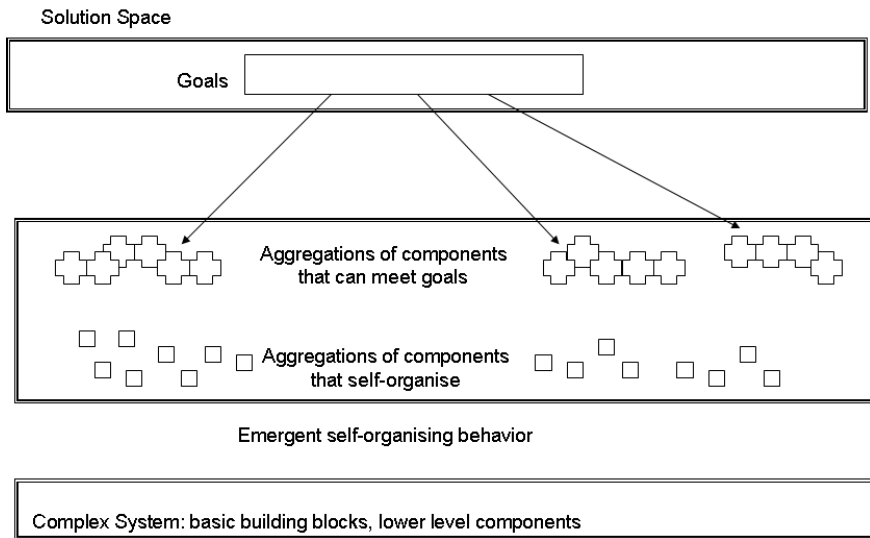 Solution Space
Goals
Aggregations of components
that can meet goals
Aggregations of components
that self-organise
Emergent self-organising behavior
Complex System: basic building blocks, lower level components